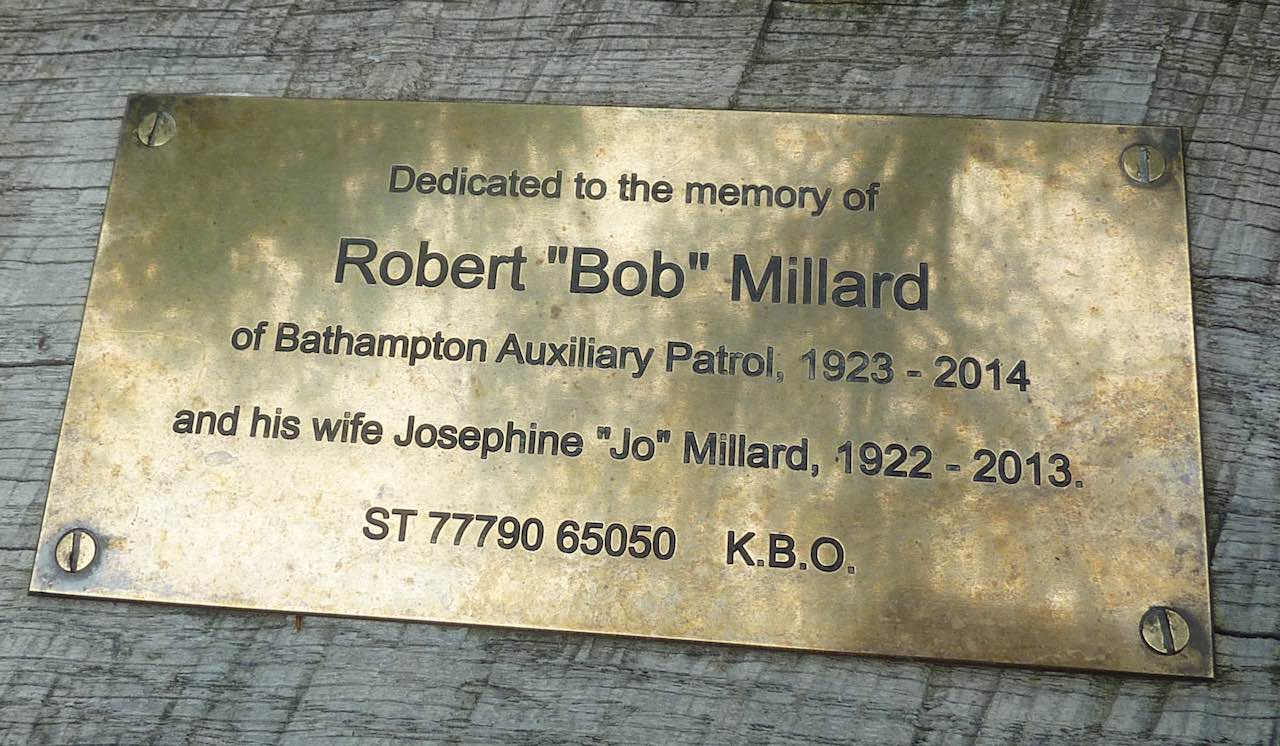 Dedicated to the memory of
Robert "Bob" Millard
of Bathampton Auxiliary Patrol, 1923 - 2014
and his wife Josephine "Jo" Millard, 1922 - 2013.
ST 77790 65050 K.B.O.